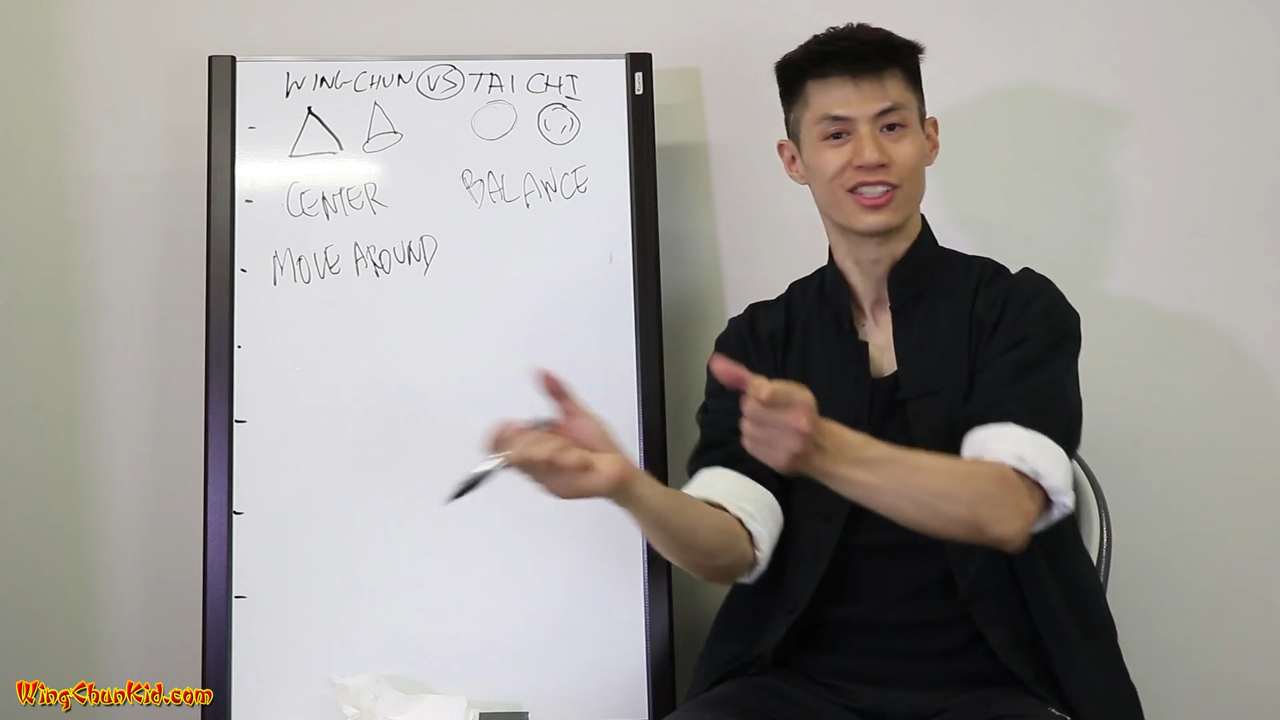 WING CHUN VS TAI CHI
CENTER BALANCE
MOVE AROUND
WingChunKid.com